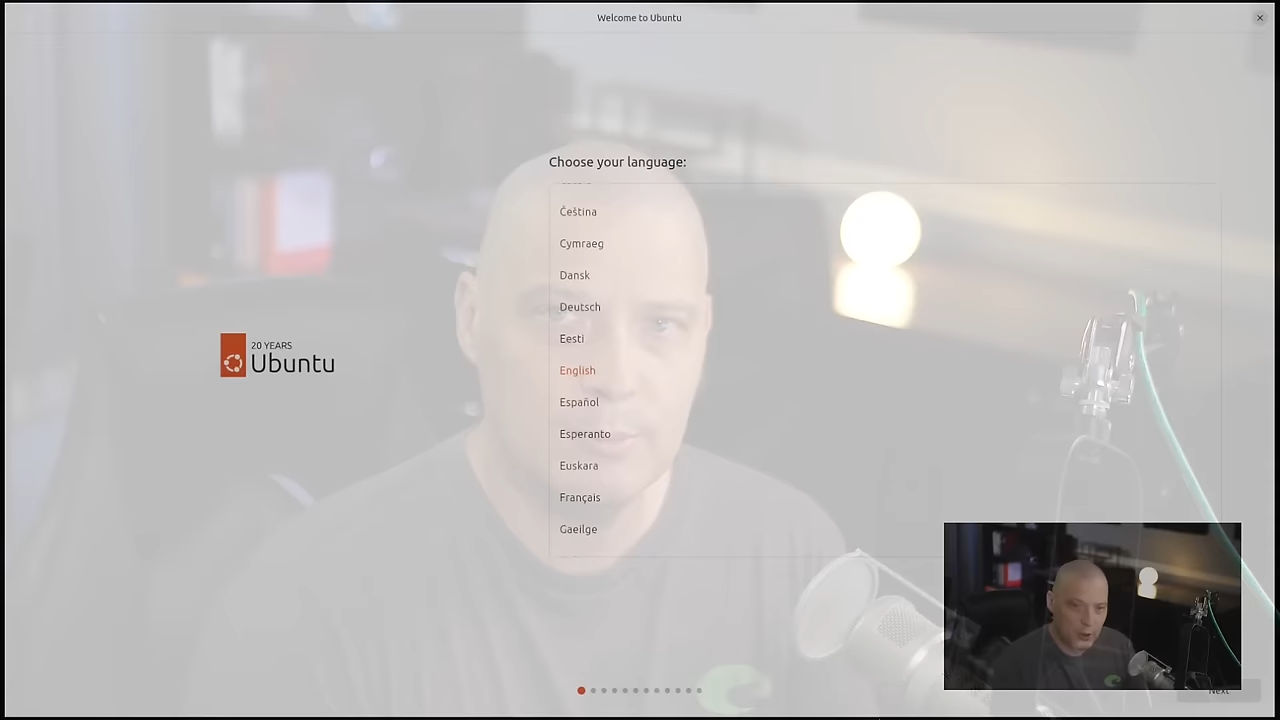 Welcome to Ubuntu
Choose your language:
Čeština
Cymraeg
Dansk
Deutsch
Eesti
English
Español
Esperanto
Euskara
Français
Gaeilge
20 YEARS
Ubuntu
Next